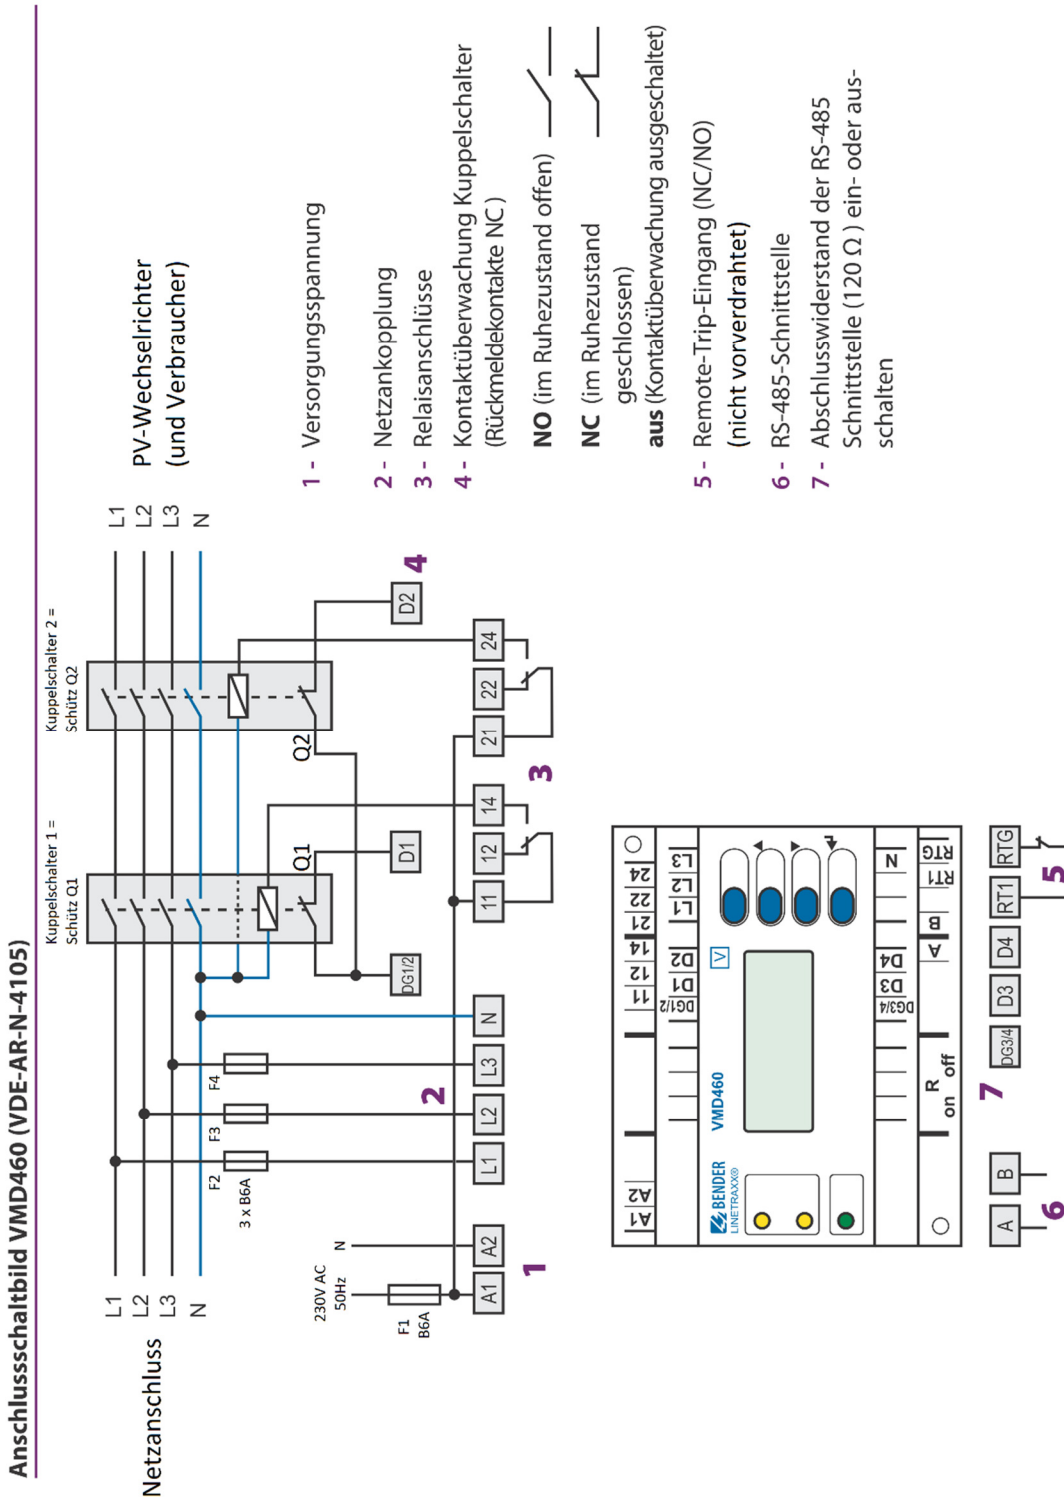 Anschlussschaltbild VMD460 (VDE-AR-N-4105)
Kuppelschalter 1 =
Schütz Q1
Kuppelschalter 2 =
Schütz Q2
Netzanschluss
L1
L2
L3
N
L1
L2
L3
N
PV-Wechselrichter
(und Verbraucher)
F2
F3
F4
3 x B6A
Q1
Q2
230V AC
50Hz
N
F1
B6A
DG1/2
D1
D2
4
2
A1
A2
L1
L2
L3
N
11
12
14
21
22
24
1
3
1 - Versorgungsspannung
2 - Netzankopplung
3 - Relaisanschlüsse
4 - Kontaktüberwachung Kuppelschalter
(Rückmeldekontakte NC)
NO (im Ruhezustand offen)
NC (im Ruhezustand
geschlossen)
aus (Kontaktüberwachung ausgeschaltet)
5 - Remote-Trip-Eingang (NC/NO)
(nicht vorverdrahtet)
6 - RS-485-Schnittstelle
7 - Abschlusswiderstand der RS-485
Schnittstelle (120 Ω) ein- oder aus-
schalten
A1
A2
11
12
14
21
22
24
DG1/2
D1
D2
L1
L2
L3
BENDER
LINETRAXX®
VMD460
V
DG3/4
D3
D4
N
R
on off
A
B
RT1
RTG
7
A
B
DG3/4
D3
D4
RT1
RTG
6
5